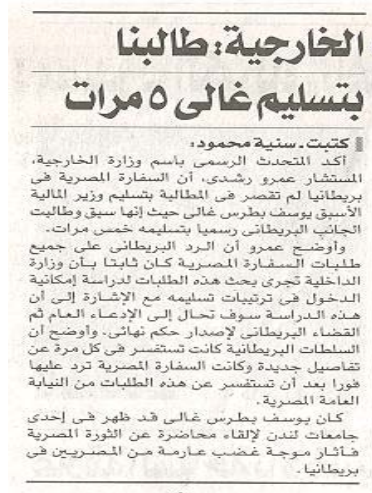 الخارجية: طالبنا
بتسليم غالى ٥ مرات
كتبت ـ سنية محمود:
أكد المتحدث الرسمى باسم وزارة الخارجية،
المستشار عمرو رشدى، أن السفارة المصرية فى
بريطانيا لم تقصر فى المطالبة بتسليم وزير المالية
الأسبق يوسف بطرس غالى حيث إنها سبق وطالبت
الجانب البريطانى رسميا بتسليمه خمس مرات.
وأوضح عمرو أن الرد البريطانى على جميع
طلبات السفارة المصرية كان ثابتا بأن وزارة
الداخلية تجرى بحث هذه الطلبات لدراسة إمكانية
الدخول فى ترتيبات تسليمه مع الإشارة إلى أن
هذه الدراسة سوف تحال إلى الإدعاء العام ثم
القضاء البريطانى لإصدار حكم نهائى. وأوضح أن
السلطات البريطانية كانت تستفسر فى كل مرة عن
تفاصيل جديدة وكانت السفارة المصرية ترد عليها
فورا بعد أن تستفسر عن هذه الطلبات من النيابة
العامة المصرية.
كان يوسف بطرس غالى قد ظهر فى إحدى
جامعات لندن لإلقاء محاضرة عن الثورة المصرية
فأثار موجة غضب عارمة من المصريين فى
بريطانيا.